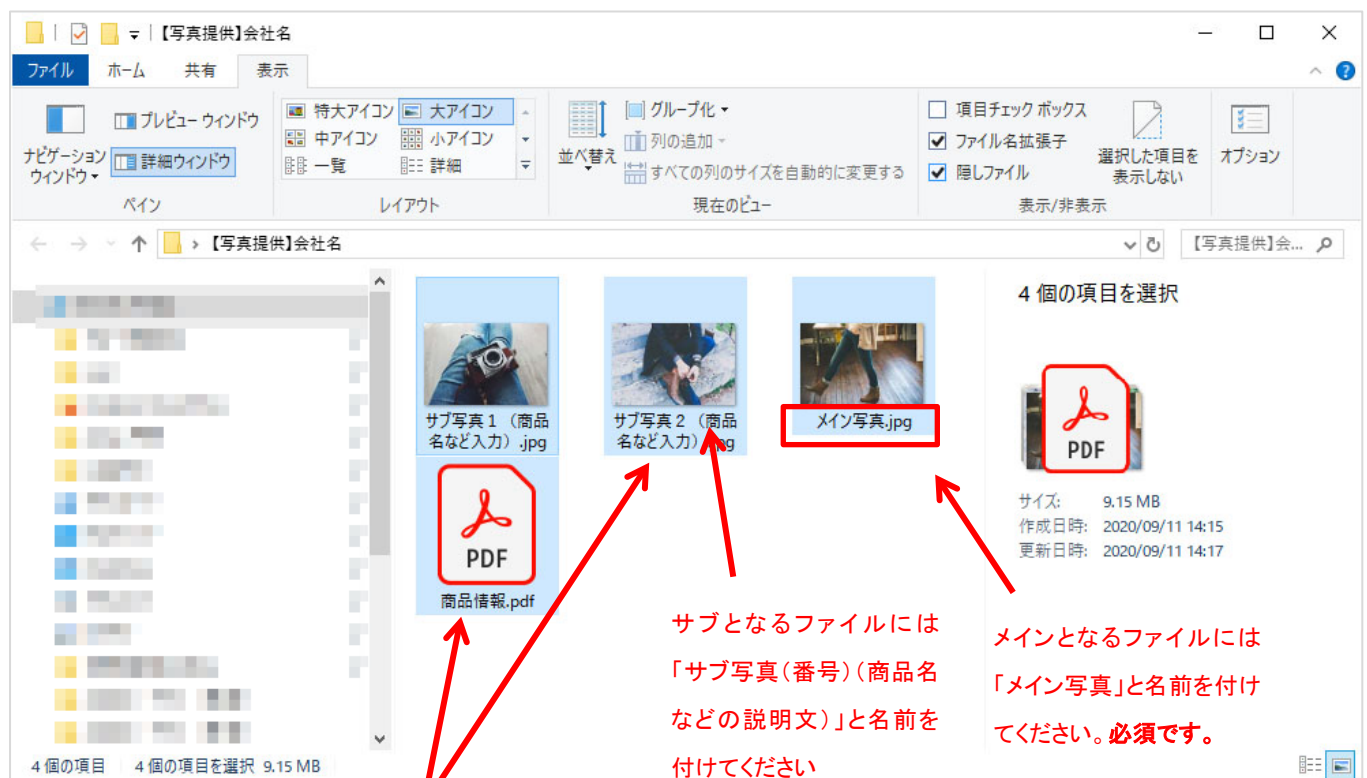 【写真提供】会社名
ファイル ホーム 共有 表示
ナビゲーション
ウィンドウ
プレビュー ウィンドウ
詳細ウィンドウ
ペイン
特大アイコン 大アイコン
中アイコン 小アイコン
一覧 詳細
レイアウト
並べ替え
グループ化
列の追加
すべての列のサイズを自動的に変更する
現在のビュー
項目チェック ボックス
ファイル名拡張子
隠しファイル
選択した項目を
表示しない
表示/非表示
オプション
【写真提供】会社名
【写真提供】会...
サブ写真1 (商品
名など入力) .jpg
サブ写真2 (商品
名など入力) .jpg
メイン写真.jpg
PDF
商品情報.pdf
4 個の項目を選択
PDF
サイズ: 9.15 MB
作成日時: 2020/09/11 14:15
更新日時: 2020/09/11 14:17
サブとなるファイルには
「サブ写真(番号)(商品名
などの説明文)」と名前を
付けてください
メインとなるファイルには
「メイン写真」と名前を付け
てください。必須です。
4 個の項目 4 個の項目を選択 9.15 MB